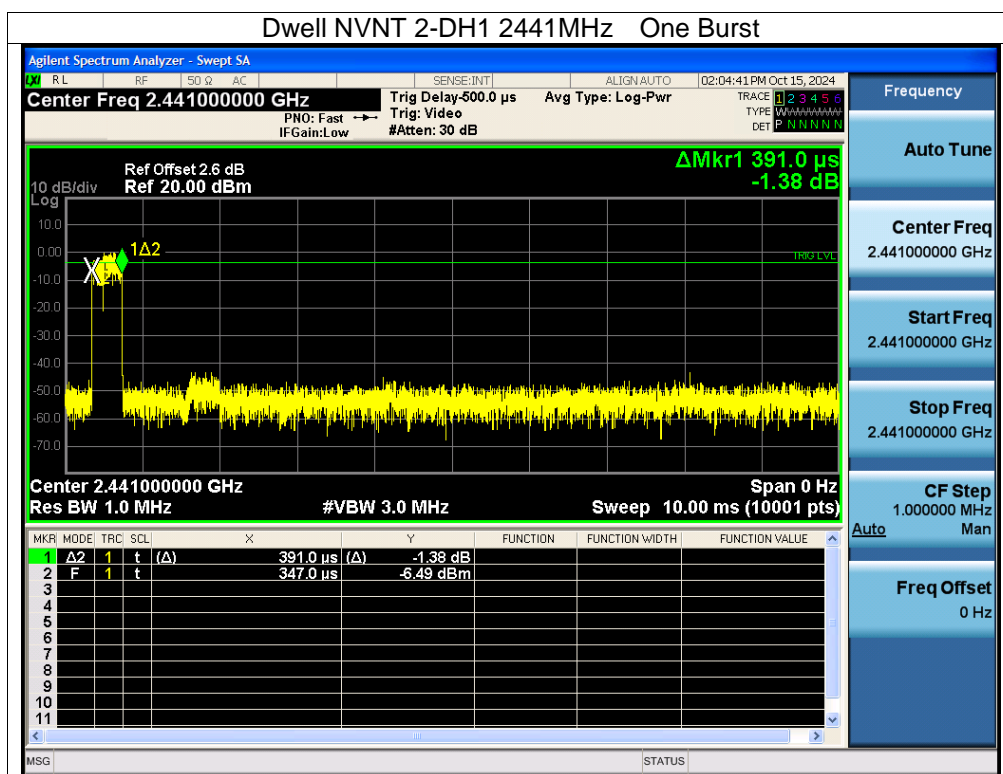 Dwell NVNT 2-DH1 2441MHz One Burst
Agilent Spectrum Analyzer - Swept SA
LXI RL RF 50 Ω AC SENSE:INT ALIGN AUTO 02:04:41 PM Oct 15, 2024
Center Freq 2.441000000 GHz
PNO: Fast
IFGain:Low
Trig Delay-500.0 µs
Trig: Video
#Atten: 30 dB
Avg Type: Log-Pwr
TRACE 1 2 3 4 5 6
TYPE WWWWWW
DET P N N N N N
Ref Offset 2.6 dB
Ref 20.00 dBm
10 dB/div
Log
ΔMkr1 391.0 µs
-1.38 dB
10.0
0.00
-10.0
-20.0
-30.0
-40.0
-50.0
-60.0
-70.0
1Δ2
TRIG LVL
Center 2.441000000 GHz Span 0 Hz
Res BW 1.0 MHz #VBW 3.0 MHz Sweep 10.00 ms (10001 pts)
MKR MODE TRC SCL X Y FUNCTION FUNCTION WIDTH FUNCTION VALUE
1 Δ2 1 t (Δ) 391.0 µs (Δ) -1.38 dB
2 F 1 t 347.0 µs -6.49 dBm
3
4
5
6
7
8
9
10
11
MSG STATUS
Frequency
Auto Tune
Center Freq
2.441000000 GHz
Start Freq
2.441000000 GHz
Stop Freq
2.441000000 GHz
CF Step
1.000000 MHz
Auto Man
Freq Offset
0 Hz